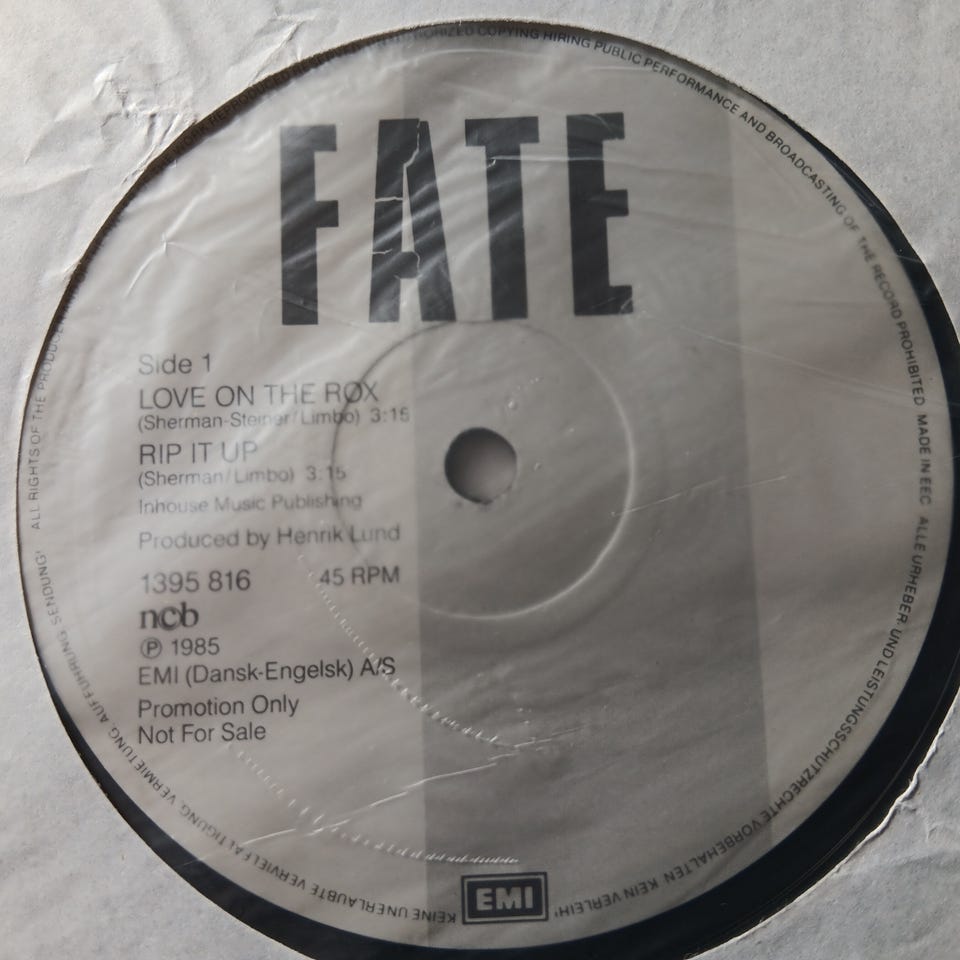 FATE
Side 1
LOVE ON THE ROX
(Sherman-Steiner/Limbo) 3:15
RIP IT UP
(Sherman/Limbo) 3:15
Inhouse Music Publishing
Produced by Henrik Lund
1395 816 45 RPM
ncb
℗ 1985
EMI (Dansk-Engelsk) A/S
Promotion Only
Not For Sale
EMI
ALL RIGHTS OF THE COPYING HIRING PUBLIC PERFORMANCE AND BROADCASTING OF THE RECORD PROHIBITED MADE IN EEC ALLE URHEBER- UND LEISTUNGSSCHUTZRECHTE VORBEHALTEN KEIN VERLEIH! KEINE UNERLAUBTE VERVIELFÄLTIGUNG, VERMIETUNG, AUFFÜHRUNG, SENDUNG!